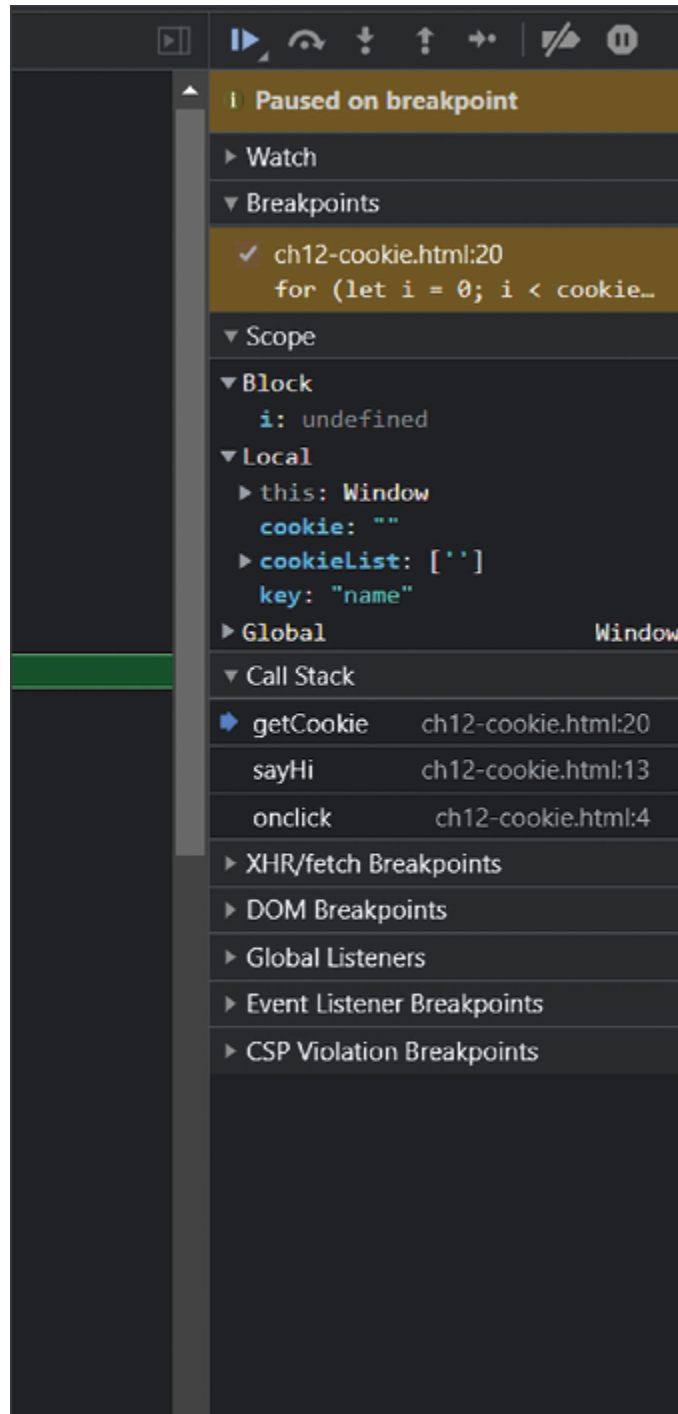 Paused on breakpoint
Watch
Breakpoints
ch12-cookie.html:20
for (let i = 0; i < cookie…
Scope
Block
i: undefined
Local
this: Window
cookie: ""
cookieList: ['']
key: "name"
Global Window
Call Stack
getCookie ch12-cookie.html:20
sayHi ch12-cookie.html:13
onclick ch12-cookie.html:4
XHR/fetch Breakpoints
DOM Breakpoints
Global Listeners
Event Listener Breakpoints
CSP Violation Breakpoints